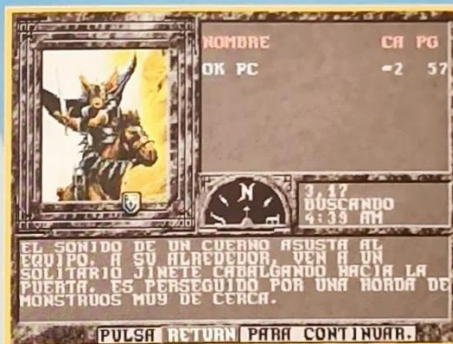 NOMBRE CA PG
OK PC -2 57
N
3,17
BUSCANDO
4:39 AM
EL SONIDO DE UN CUERNO ASUSTA AL
EQUIPO. A SU ALREDEDOR, VEN A UN
SOLITARIO JINETE CABALGANDO HACIA LA
PUERTA. ES PERSEGUIDO POR UNA HORDA DE
MONSTRUOS MUY DE CERCA.
PULSA RETURN PARA CONTINUAR.